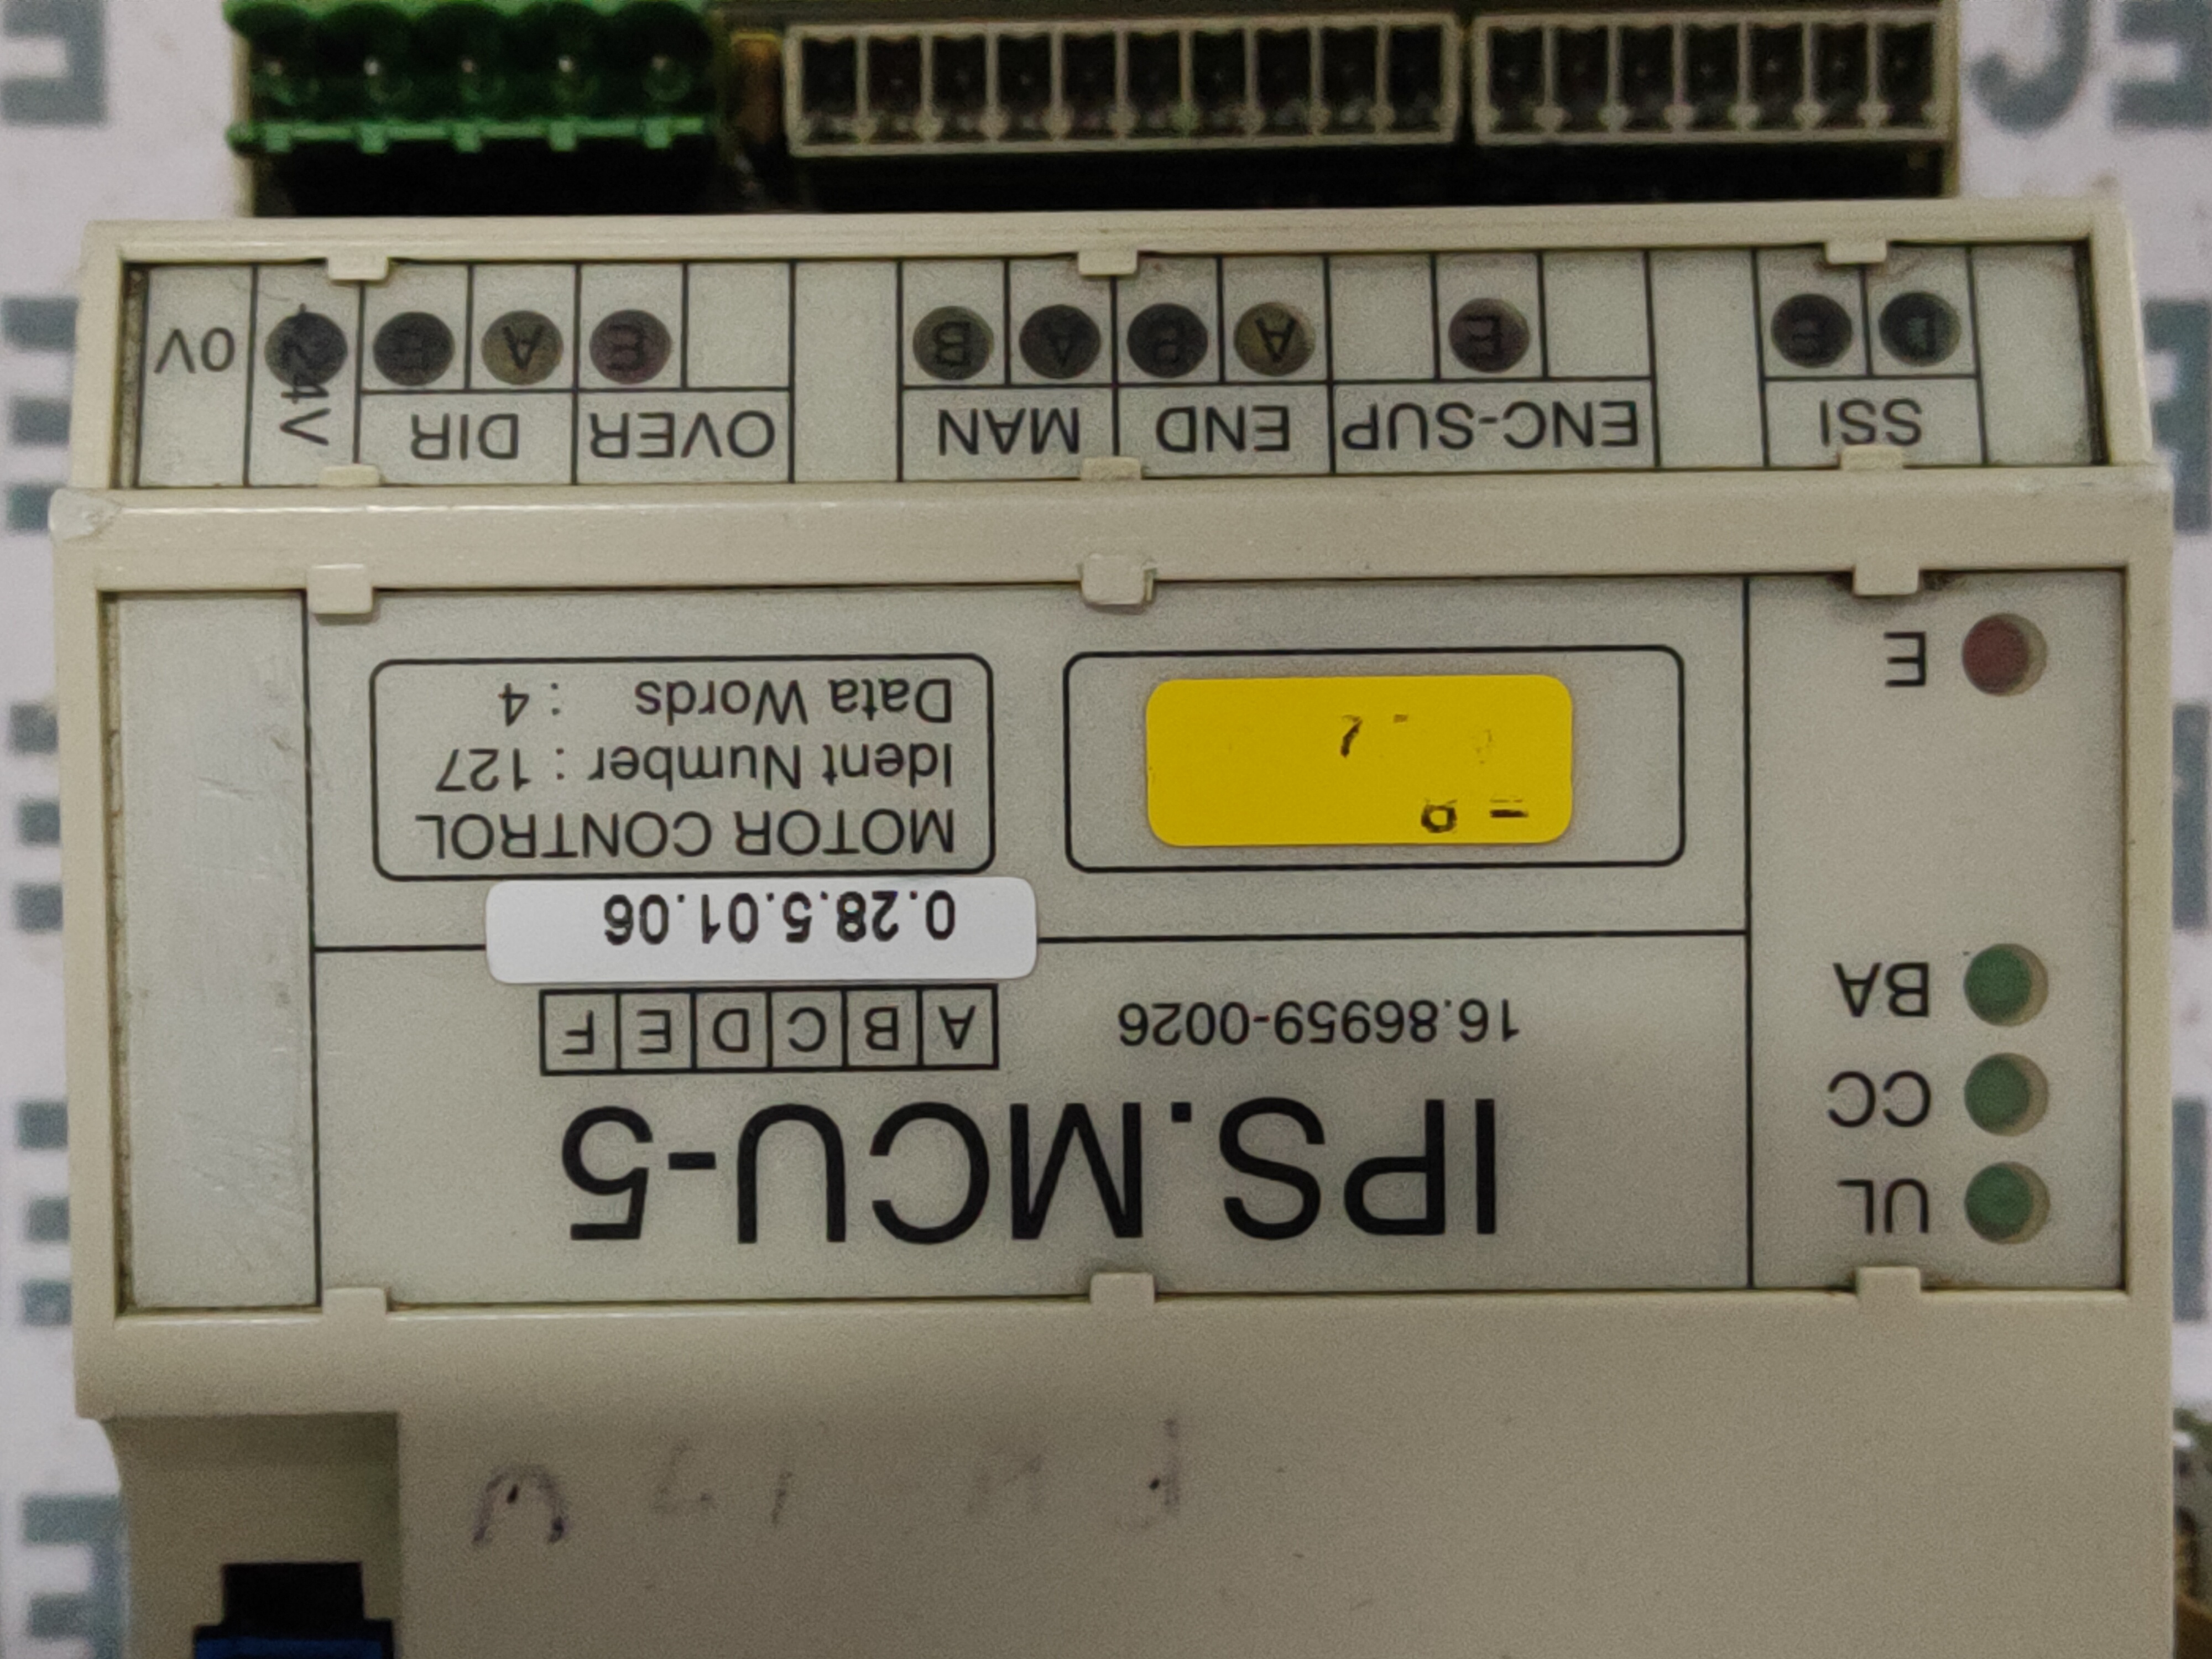 UL
CC
BA
E
IPS.MCU-5
16.86959-0026
A B C D E F
0.28.5.01.06
MOTOR CONTROL
Ident Number : 127
Data Words : 4
SSI
ENC-SUP
END
MAN
OVER
DIR
D
E
A
A
B
E
A
+24V
0V